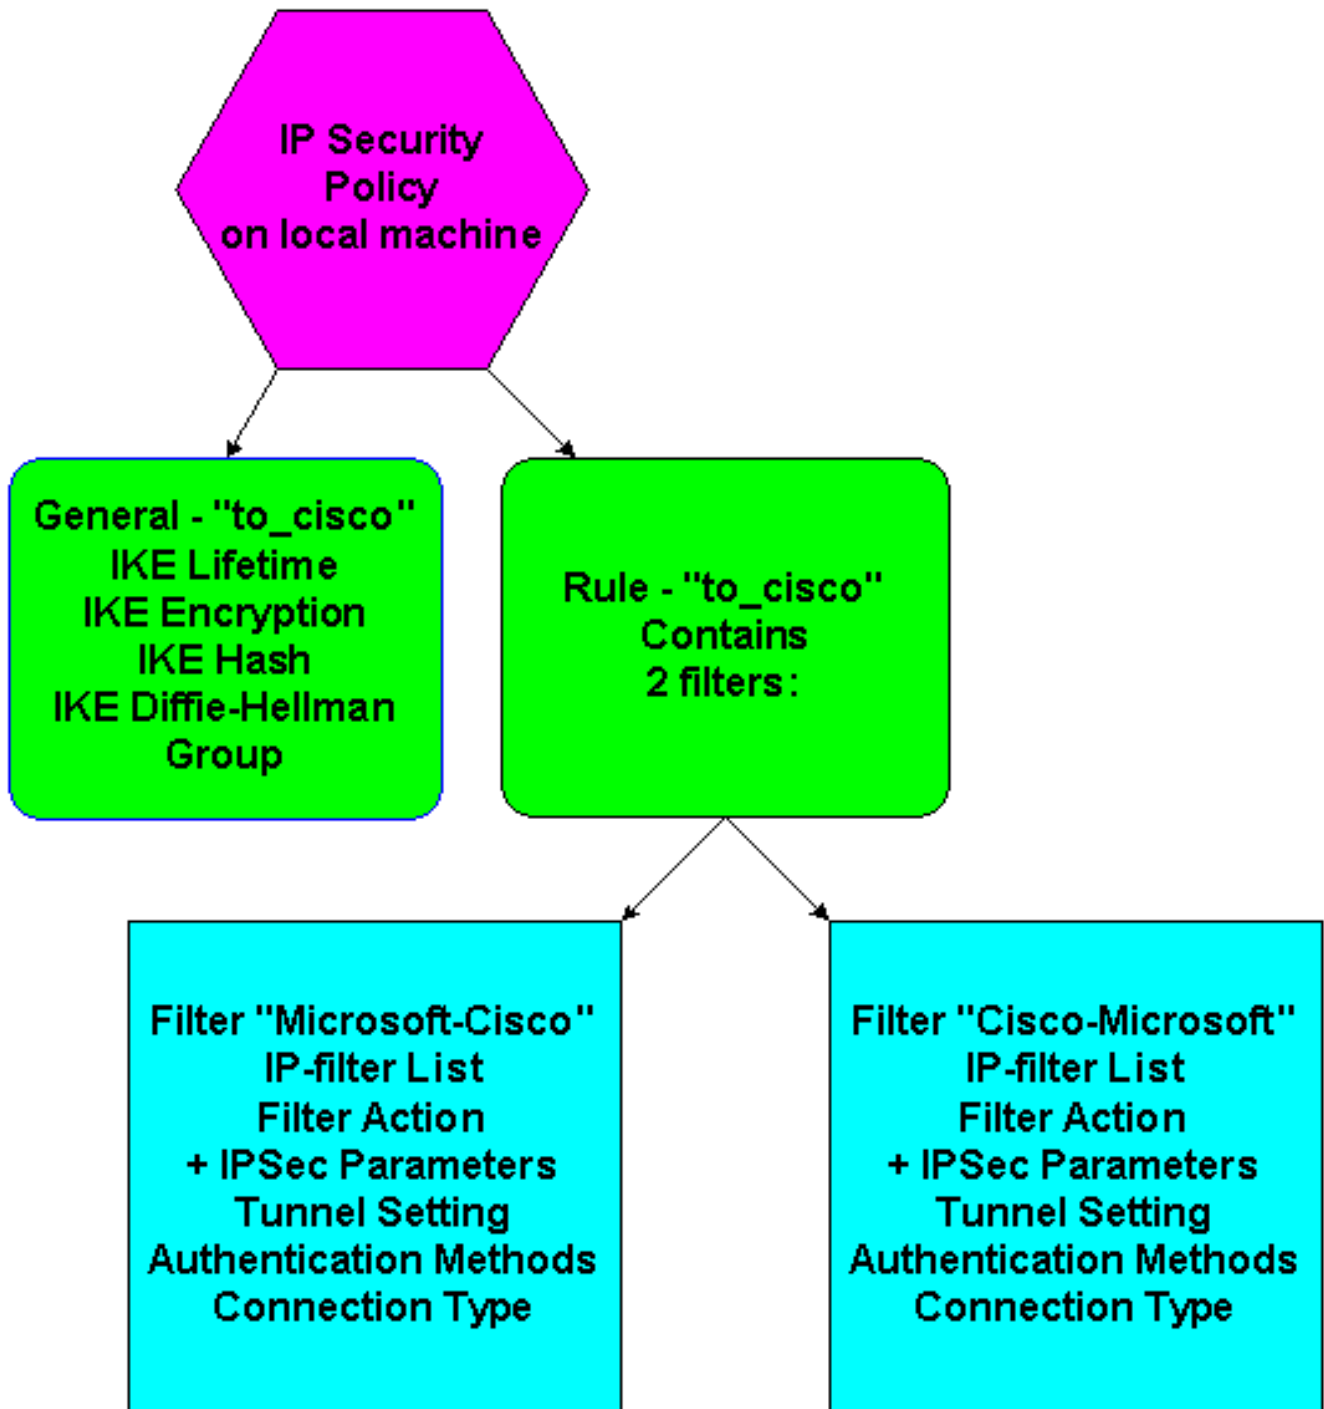 IP Security
Policy
on local machine
General - "to_cisco"
IKE Lifetime
IKE Encryption
IKE Hash
IKE Diffie-Hellman
Group
Rule - "to_cisco"
Contains
2 filters:
Filter "Microsoft-Cisco"
IP-filter List
Filter Action
+ IPSec Parameters
Tunnel Setting
Authentication Methods
Connection Type
Filter "Cisco-Microsoft"
IP-filter List
Filter Action
+ IPSec Parameters
Tunnel Setting
Authentication Methods
Connection Type